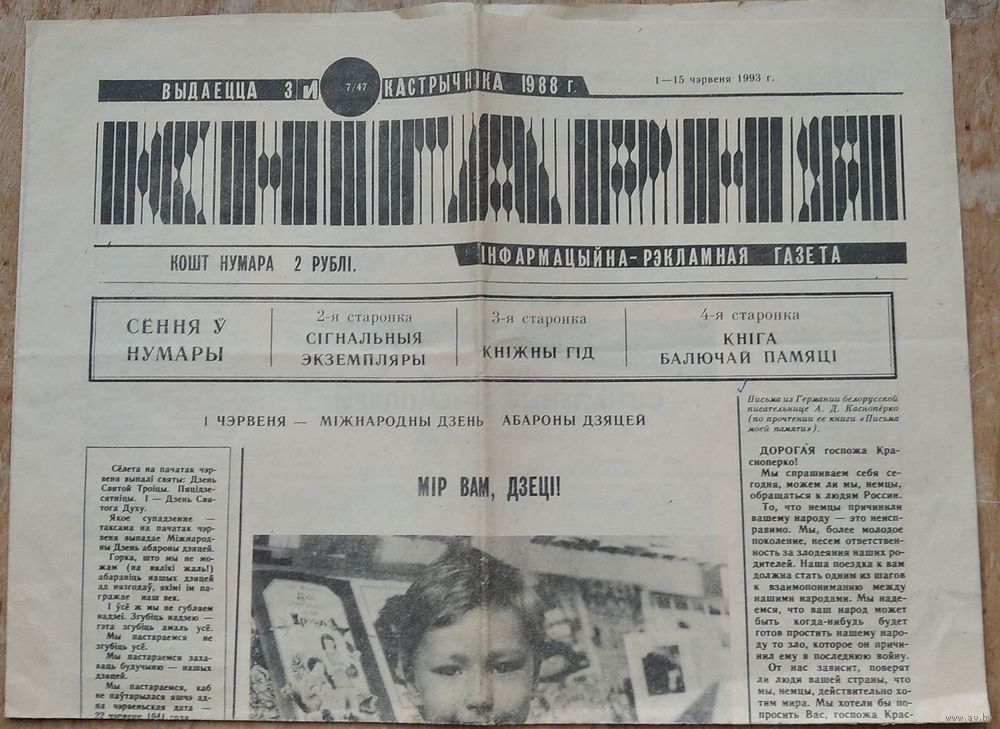 ВЫДАЕЦЦА З
7/47
КАСТРЫЧНІКА 1988 г.
1—15 чэрвеня 1993 г.
КНІГАРНЯ
КОШТ НУМАРА 2 РУБЛІ.
ІНФАРМАЦЫЙНА-РЭКЛАМНАЯ ГАЗЕТА
СЁННЯ Ў
НУМАРЫ
2-я старонка
СІГНАЛЬНЫЯ
ЭКЗЕМПЛЯРЫ
3-я старонка
КНІЖНЫ ГІД
4-я старонка
КНІГА
БАЛЮЧАЙ ПАМЯЦІ
1 ЧЭРВЕНЯ — МІЖНАРОДНЫ ДЗЕНЬ АБАРОНЫ ДЗЯЦЕЙ
Сёлета на пачатак чэр-
веня выпалі святы: Дзень
Святой Троіцы. Пяцідзе-
сятніцы. 1 — Дзень Свя-
тога Духу.
Якое супадзенне —
таксама на пачатак чэр-
веня выпадае Міжнарод-
ны Дзень абароны дзяцей.
Горка, што мы не мо-
жам (на вялікі жаль!)
абараніць нашых дзяцей
ад нязгодаў, якімі ім па-
гражае наш век.
І ўсё ж мы не губляем
надзеі. Згубіць надзею —
гэта згубіць амаль усё.
Мы пастараемся не
згубіць усё.
Мы пастараемся заха-
ваць будучыню — нашых
дзяцей.
Мы пастараемся, каб
не паўтарылася яшчэ ад-
на чэрвеньская дата —
22 чэрвеня 1941 года
МІР ВАМ, ДЗЕЦІ!
Письма из Германии белорусской
писательнице А. Д. Красноперко
(по прочтении ее книги «Письма
моей памяти»).
ДОРОГАЯ госпожа Кра-
сноперко!
Мы спрашиваем себя се-
годня, можем ли мы, немцы,
обращаться к людям России.
То, что немцы причинили
вашему народу — это неис-
правимо. Мы, более молодое
поколение, несем ответствен-
ность за злодеяния наших ро-
дителей. Наша поездка к вам
должна стать одним из шагов
к взаимопониманию между
нашими народами. Мы наде-
емся, что ваш народ может
быть когда-нибудь будет
готов простить нашему наро-
ду то зло, которое он причи-
нил ему в последнюю войну.
От нас зависит, поверят
ли люди вашей страны, что
мы, немцы, действительно хо-
тим мира. Мы хотели бы по-
просить Вас, госпожа Крас-
www.ay.by